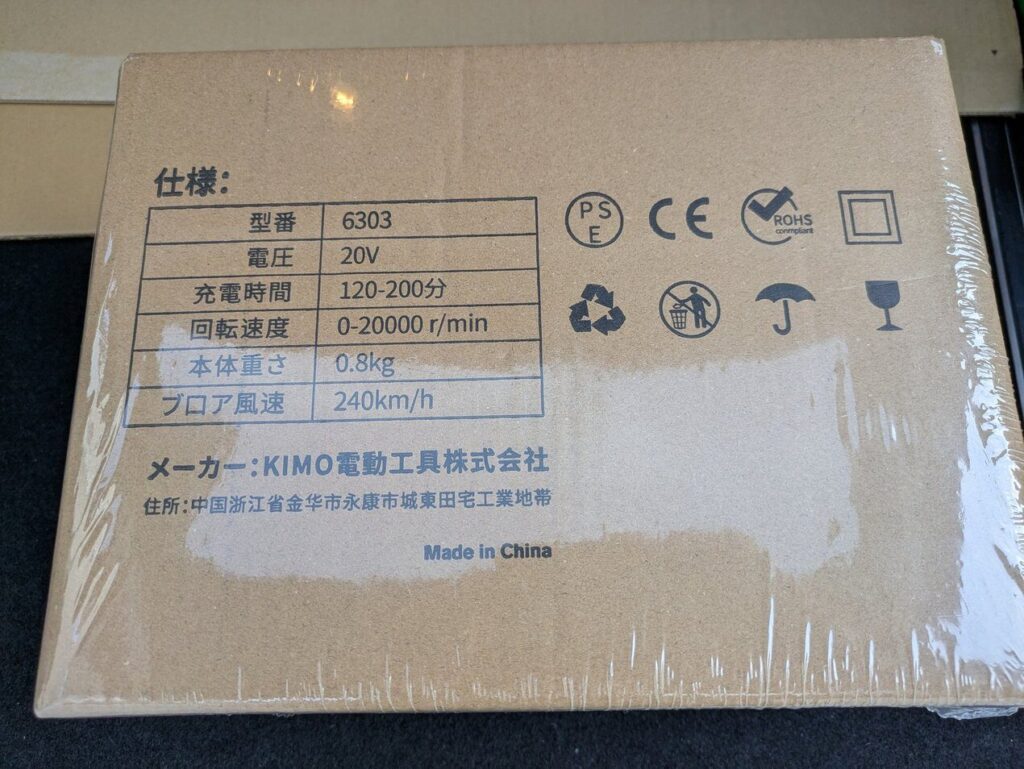 仕様:
型番 6303
電圧 20V
充電時間 120-200分
回転速度 0-20000 r/min
本体重さ 0.8kg
ブロア風速 240km/h
PS
E
CE
ROHS
conmpliant
メーカー:KIMO電動工具株式会社
住所:中国浙江省金华市永康市城東田宅工業地帯
Made in China